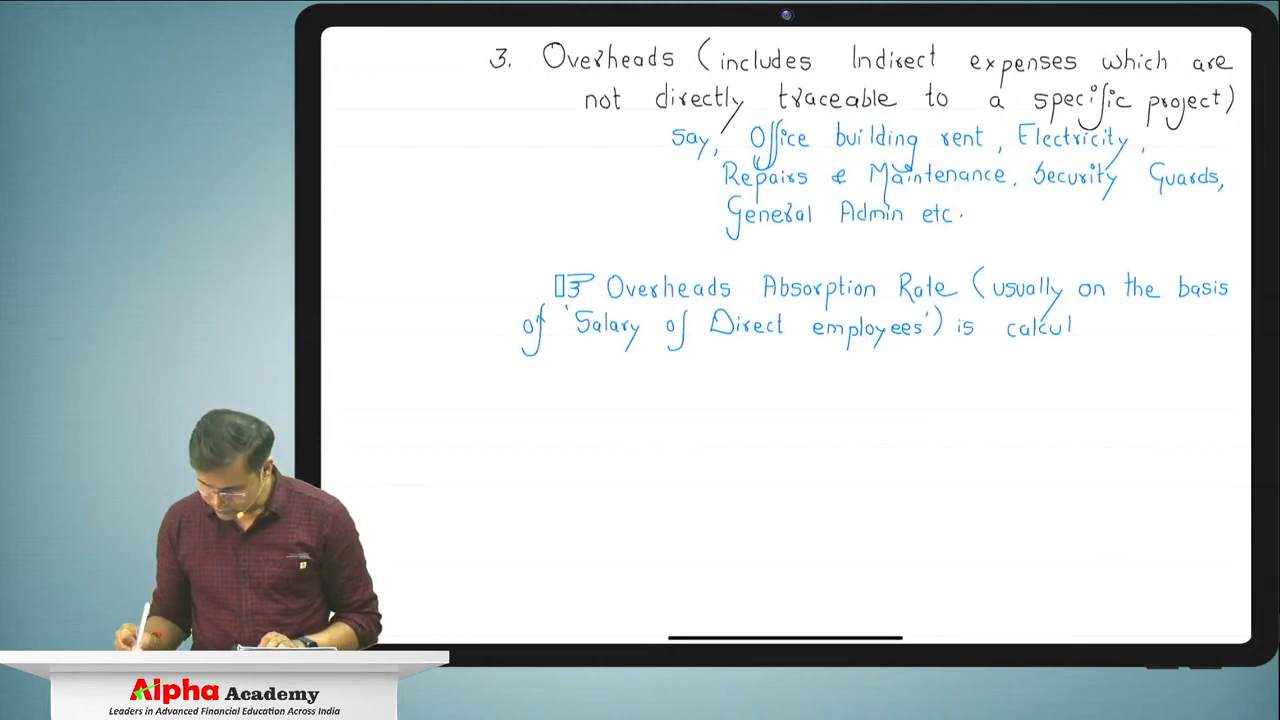 3. Overheads (includes Indirect expenses which are
not directly traceable to a specific project)
Say, Office building rent, Electricity,
Repairs & Maintenance, Security Guards,
General Admin etc.
Overheads Absorption Rate (usually on the basis
of 'Salary of Direct employees') is calcul
Alpha Academy
Leaders in Advanced Financial Education Across India